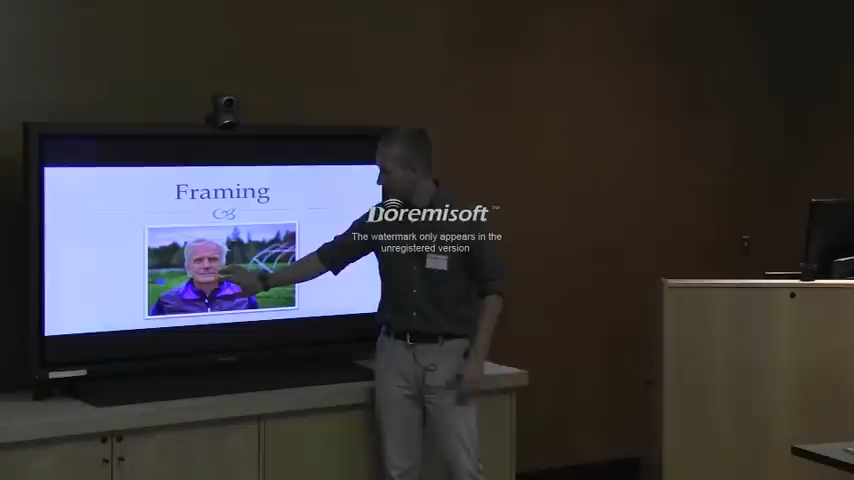 Framing
Doremisoft™
The watermark only appears in the
unregistered version